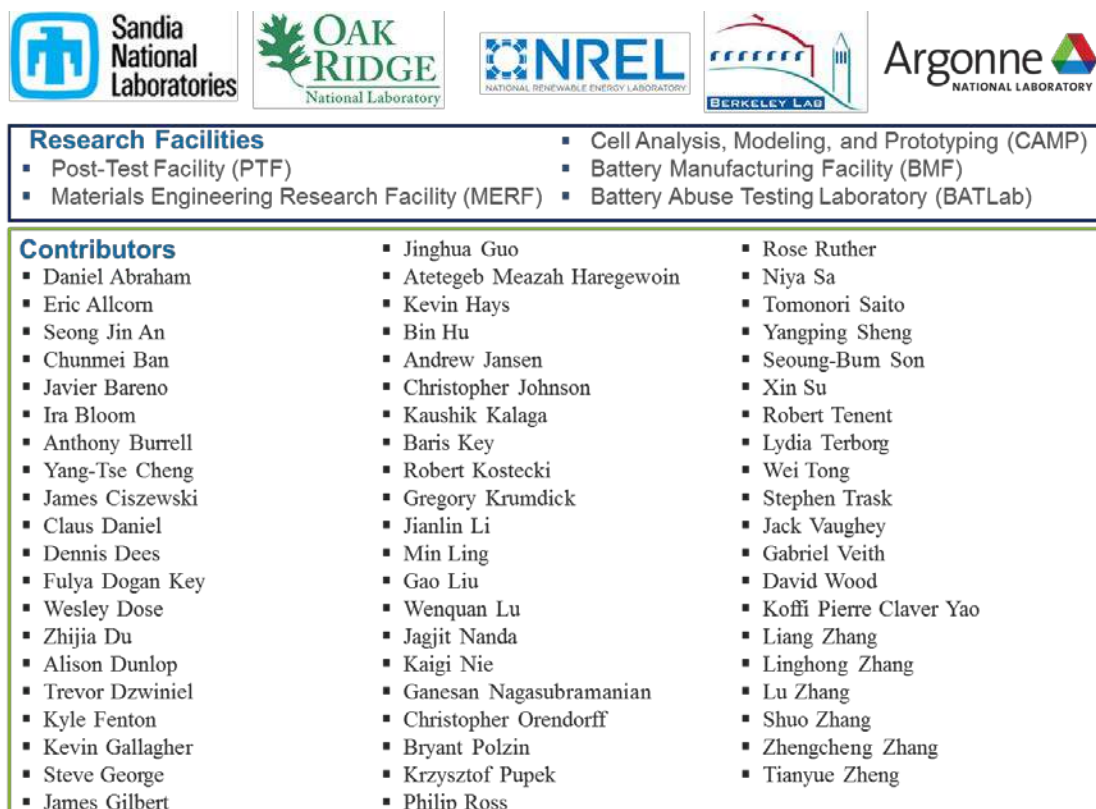 Sandia
National
Laboratories
OAK
RIDGE
National Laboratory
NREL
NATIONAL RENEWABLE ENERGY LABORATORY
BERKELEY LAB
Argonne
NATIONAL LABORATORY
Research Facilities
▪ Post-Test Facility (PTF)
▪ Materials Engineering Research Facility (MERF)
▪ Cell Analysis, Modeling, and Prototyping (CAMP)
▪ Battery Manufacturing Facility (BMF)
▪ Battery Abuse Testing Laboratory (BATLab)
Contributors
▪ Daniel Abraham
▪ Eric Allcorn
▪ Seong Jin An
▪ Chunmei Ban
▪ Javier Bareno
▪ Ira Bloom
▪ Anthony Burrell
▪ Yang-Tse Cheng
▪ James Ciszewski
▪ Claus Daniel
▪ Dennis Dees
▪ Fulya Dogan Key
▪ Wesley Dose
▪ Zhijia Du
▪ Alison Dunlop
▪ Trevor Dzwiniel
▪ Kyle Fenton
▪ Kevin Gallagher
▪ Steve George
▪ James Gilbert
▪ Jinghua Guo
▪ Atetegeb Meazah Haregewoin
▪ Kevin Hays
▪ Bin Hu
▪ Andrew Jansen
▪ Christopher Johnson
▪ Kaushik Kalaga
▪ Baris Key
▪ Robert Kostecki
▪ Gregory Krumdick
▪ Jianlin Li
▪ Min Ling
▪ Gao Liu
▪ Wenquan Lu
▪ Jagjit Nanda
▪ Kaigi Nie
▪ Ganesan Nagasubramanian
▪ Christopher Orendorff
▪ Bryant Polzin
▪ Krzysztof Pupek
▪ Philip Ross
▪ Rose Ruther
▪ Niya Sa
▪ Tomonori Saito
▪ Yangping Sheng
▪ Seoung-Bum Son
▪ Xin Su
▪ Robert Tenent
▪ Lydia Terborg
▪ Wei Tong
▪ Stephen Trask
▪ Jack Vaughey
▪ Gabriel Veith
▪ David Wood
▪ Koffi Pierre Claver Yao
▪ Liang Zhang
▪ Linghong Zhang
▪ Lu Zhang
▪ Shuo Zhang
▪ Zhengcheng Zhang
▪ Tianyue Zheng